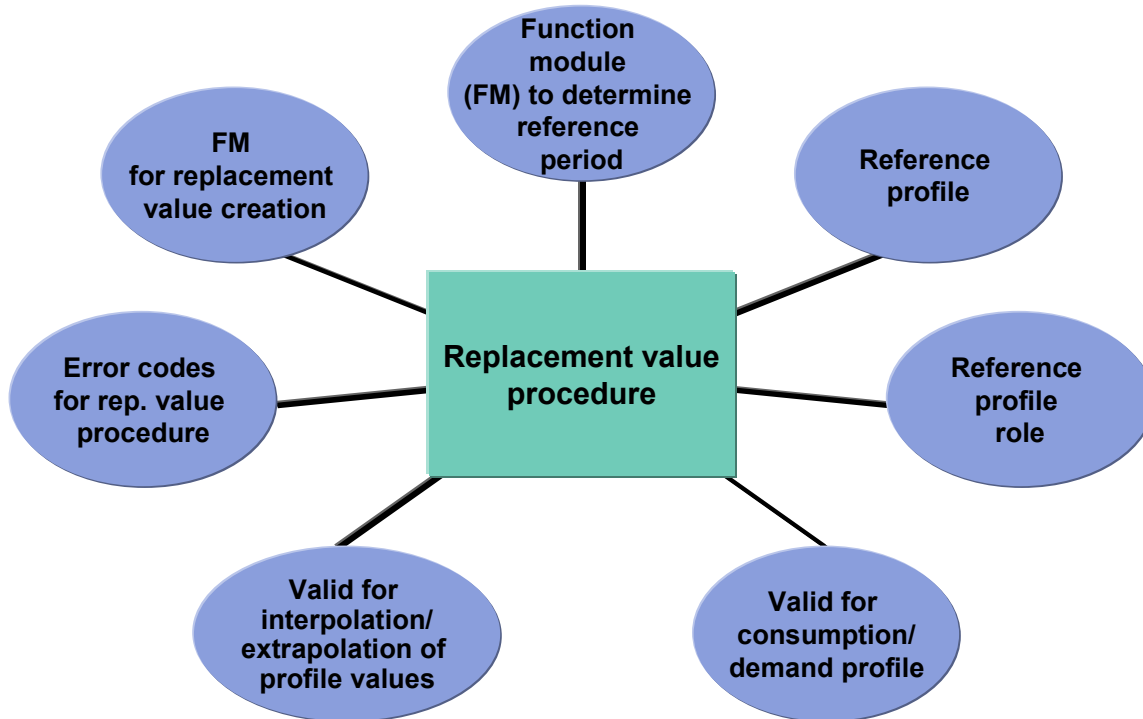 Function
module
(FM) to determine
reference
period
FM
for replacement
value creation
Reference
profile
Replacement value
procedure
Error codes
for rep. value
procedure
Reference
profile
role
Valid for
interpolation/
extrapolation of
profile values
Valid for
consumption/
demand profile